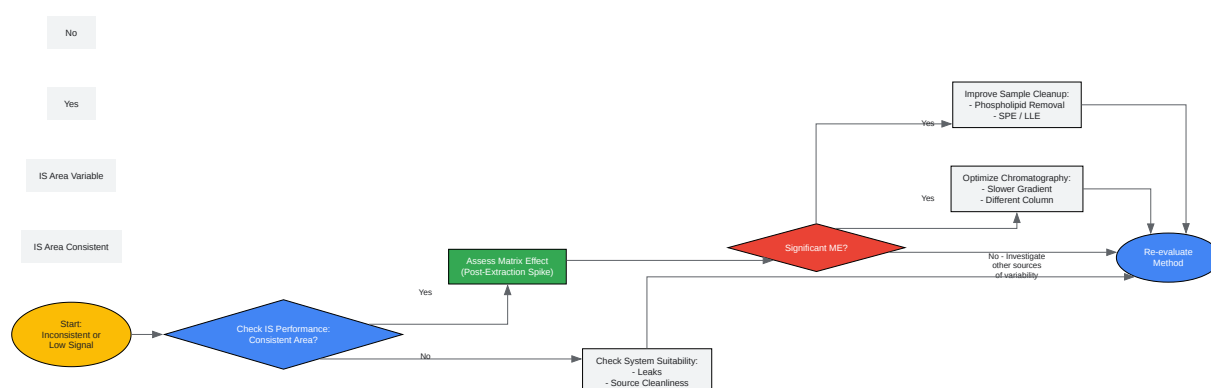 No
Yes
IS Area Variable
IS Area Consistent
Start:
Inconsistent or
Low Signal
Check IS Performance:
Consistent Area?
Yes
No
Assess Matrix Effect
(Post-Extraction Spike)
Check System Suitability:
- Leaks
- Source Cleanliness
Significant ME?
Yes
Yes
No - Investigate
other sources
of variability
Improve Sample Cleanup:
- Phospholipid Removal
- SPE / LLE
Optimize Chromatography:
- Slower Gradient
- Different Column
Re-evaluate
Method